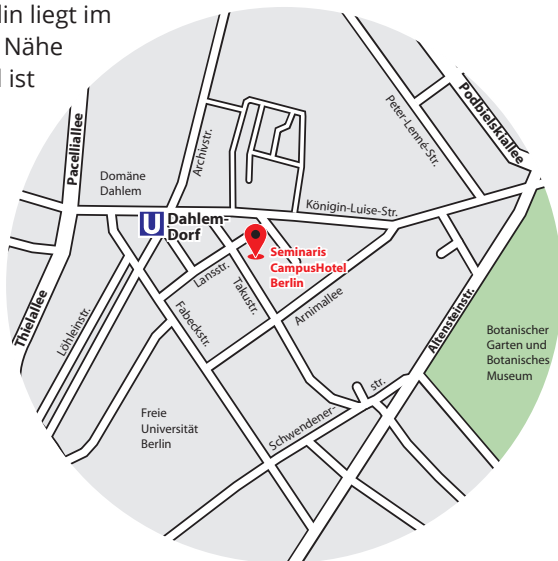 lin liegt im
Nähe
ist
Pacelliallee
Domäne
Dahlem
Archivstr.
Peter-Lenné-Str.
Podbielskiallee
Königin-Luise-Str.
U Dahlem-
Dorf
Seminaris
CampusHotel
Berlin
Lansstr.
Takustr.
Arnimallee
Fabeckstr.
Löhleinstr.
Thielallee
Altensteinstr.
Botanischer
Garten und
Botanisches
Museum
Freie
Universität
Berlin
Schwendener-
str.